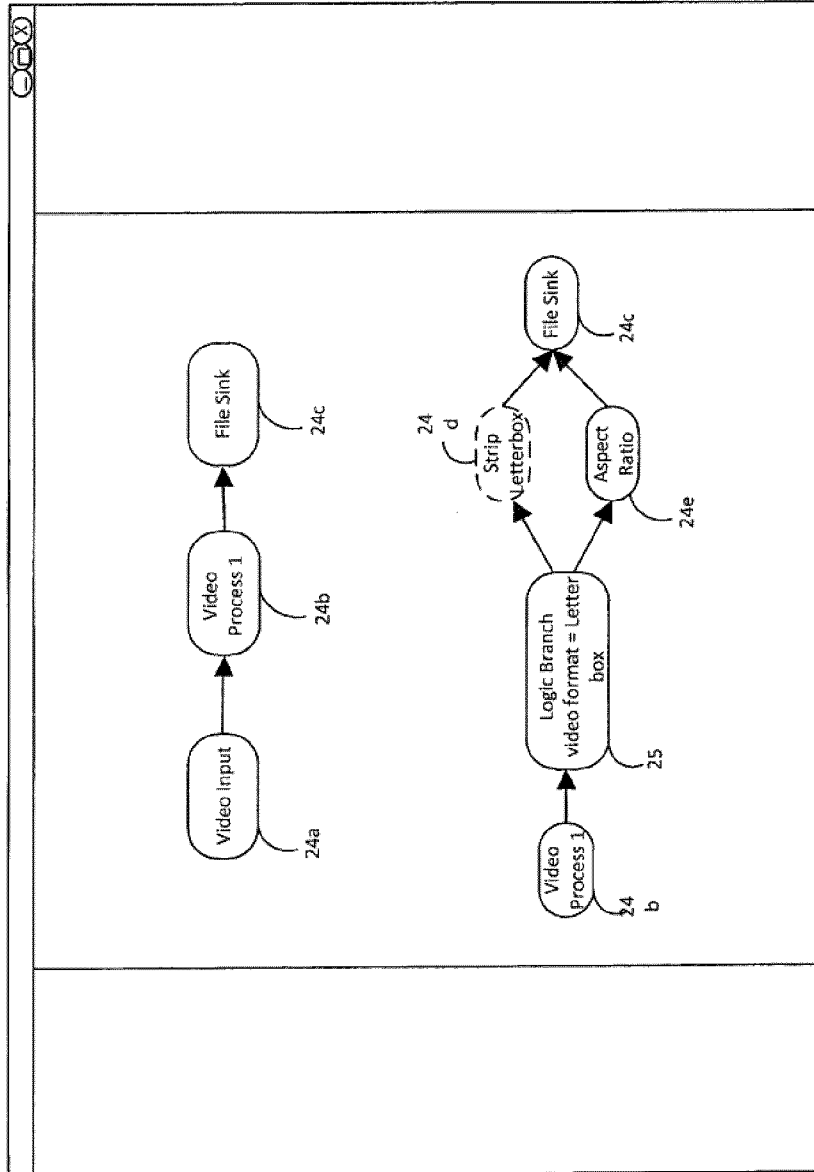 X
Video Input
24a
Video
Process 1
24b
File Sink
24c
Video
Process 1
24
b
Logic Branch
video format = Letter
box
25
Strip
Letterbox
24
d
Aspect
Ratio
24e
File Sink
24c